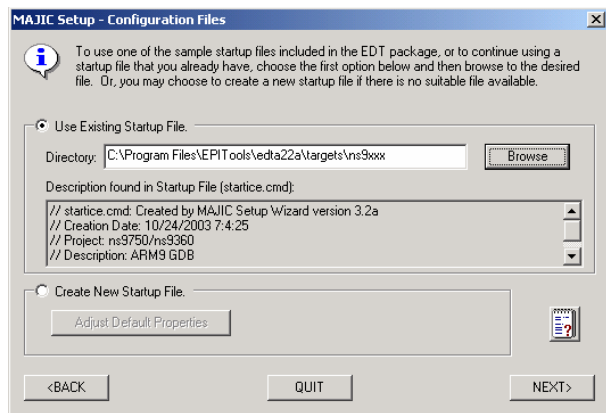 MAJIC Setup - Configuration Files
To use one of the sample startup files included in the EDT package, or to continue using a
startup file that you already have, choose the first option below and then browse to the desired
file. Or, you may choose to create a new startup file if there is no suitable file available.
Use Existing Startup File.
Directory: C:\Program Files\EPITools\edta22a\targets\ns9xxx Browse
Description found in Startup File (startice.cmd):
// startice.cmd: Created by MAJIC Setup Wizard version 3.2a
// Creation Date: 10/24/2003 7:4:25
// Project: ns9750/ns9360
// Description: ARM9 GDB
Create New Startup File.
Adjust Default Properties
?
<BACK QUIT NEXT>